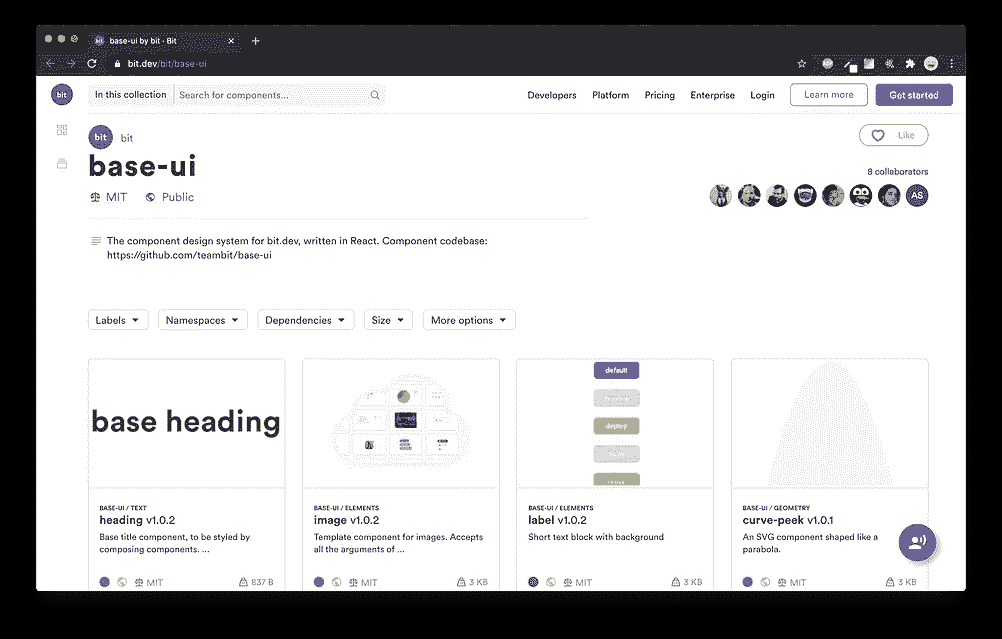 base-ui by bit · Bit
bit.dev/bit/base-ui
bit
In this collection
Search for components...
Developers
Platform
Pricing
Enterprise
Login
Learn more
Get started
bit
bit
Like
base-ui
8 collaborators
MIT
Public
AS
The component design system for bit.dev, written in React. Component codebase:
https://github.com/teambit/base-ui
Labels
Namespaces
Dependencies
Size
More options
base heading
BASE-UI / TEXT
heading v1.0.2
Base title component, to be styled by
composing components. ...
MIT
837 B
BASE-UI / ELEMENTS
image v1.0.2
Template component for images. Accepts
all the arguments of ...
MIT
3 KB
default
deploy
BASE-UI / ELEMENTS
label v1.0.2
Short text block with background
MIT
3 KB
BASE-UI / GEOMETRY
curve-peek v1.0.1
An SVG component shaped like a
parabola.
MIT
3 KB